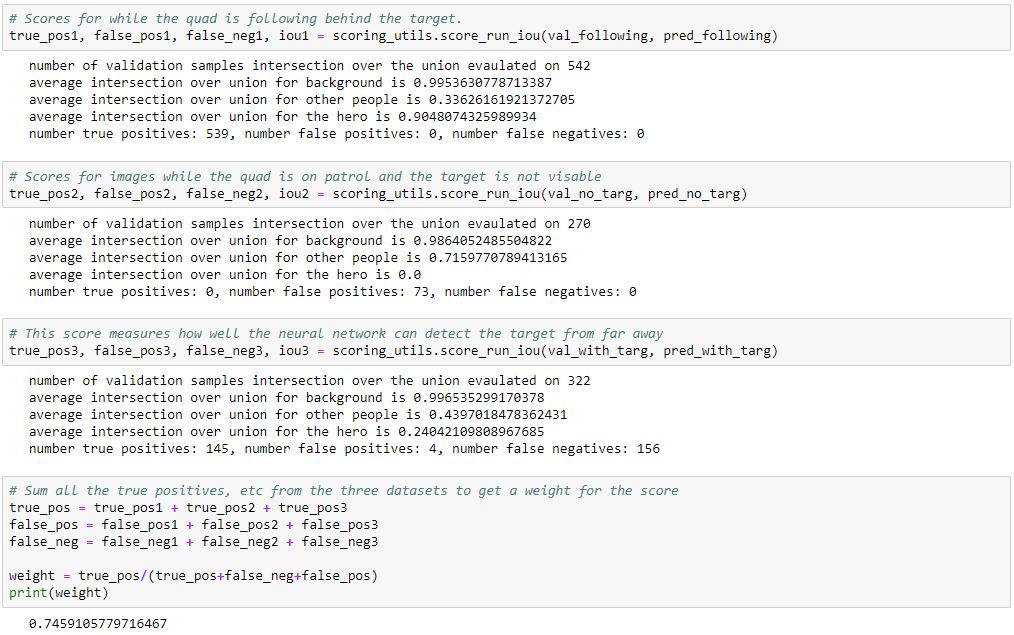 # Scores for while the quad is following behind the target.
true_pos1, false_pos1, false_neg1, iou1 = scoring_utils.score_run_iou(val_following, pred_following)
number of validation samples intersection over the union evaulated on 542
average intersection over union for background is 0.9953630778713387
average intersection over union for other people is 0.33626161921372705
average intersection over union for the hero is 0.9048074325989934
number true positives: 539, number false positives: 0, number false negatives: 0
# Scores for images while the quad is on patrol and the target is not visable
true_pos2, false_pos2, false_neg2, iou2 = scoring_utils.score_run_iou(val_no_targ, pred_no_targ)
number of validation samples intersection over the union evaulated on 270
average intersection over union for background is 0.9864052485504822
average intersection over union for other people is 0.7159770789413165
average intersection over union for the hero is 0.0
number true positives: 0, number false positives: 73, number false negatives: 0
# This score measures how well the neural network can detect the target from far away
true_pos3, false_pos3, false_neg3, iou3 = scoring_utils.score_run_iou(val_with_targ, pred_with_targ)
number of validation samples intersection over the union evaulated on 322
average intersection over union for background is 0.996535299170378
average intersection over union for other people is 0.4397018478362431
average intersection over union for the hero is 0.24042109808967685
number true positives: 145, number false positives: 4, number false negatives: 156
# Sum all the true positives, etc from the three datasets to get a weight for the score
true_pos = true_pos1 + true_pos2 + true_pos3
false_pos = false_pos1 + false_pos2 + false_pos3
false_neg = false_neg1 + false_neg2 + false_neg3
weight = true_pos/(true_pos+false_neg+false_pos)
print(weight)
0.7459105779716467